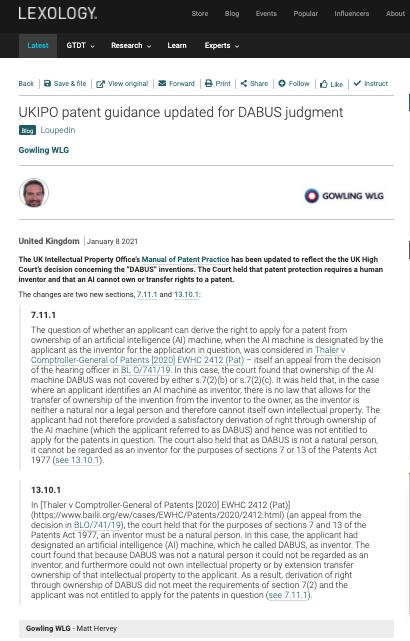 LEXOLOGY.
Store Blog Events Popular Influencers About
Latest GTDT Research Learn Experts
Back Save & file View original Forward Print Share Follow Like Instruct
UKIPO patent guidance updated for DABUS judgment
Blog LoupedIn
Gowling WLG
GOWLING WLG
United Kingdom January 8 2021
The UK Intellectual Property Office's Manual of Patent Practice has been updated to reflect the the UK High
Court's decision concerning the "DABUS" inventions. The Court held that patent protection requires a human
inventor and that an AI cannot own or transfer rights to a patent.
The changes are two new sections, 7.11.1 and 13.10.1:
7.11.1
The question of whether an applicant can derive the right to apply for a patent from
ownership of an artificial intelligence (AI) machine, when the AI machine is designated by the
applicant as the inventor for the application in question, was considered in Thaler v
Comptroller-General of Patents [2020] EWHC 2412 (Pat) – itself an appeal from the decision
of the hearing officer in BL O/741/19. In this case, the court found that ownership of the AI
machine DABUS was not covered by either s.7(2)(b) or s.7(2)(c). It was held that, in the case
where an applicant identifies an AI machine as inventor, there is no law that allows for the
transfer of ownership of the invention from the inventor to the owner, as the inventor is
neither a natural nor a legal person and therefore cannot itself own intellectual property. The
applicant had not therefore provided a satisfactory derivation of right through ownership of
the AI machine (which the applicant referred to as DABUS) and hence was not entitled to
apply for the patents in question. The court also held that as DABUS is not a natural person,
it cannot be regarded as an inventor for the purposes of sections 7 or 13 of the Patents Act
1977 (see 13.10.1).
13.10.1
In [Thaler v Comptroller-General of Patents [2020] EWHC 2412 (Pat)]
(https://www.bailii.org/ew/cases/EWHC/Patents/2020/2412.html) (an appeal from the
decision in BLO/741/19), the court held that for the purposes of sections 7 and 13 of the
Patents Act 1977, an inventor must be a natural person. In this case, the applicant had
designated an artificial intelligence (AI) machine, which he called DABUS, as inventor. The
court found that because DABUS was not a natural person it could not be regarded as an
inventor, and furthermore could not own intellectual property or by extension transfer
ownership of that intellectual property to the applicant. As a result, derivation of right
through ownership of DABUS did not meet the requirements of section 7(2) and the
applicant was not entitled to apply for the patents in question (see 7.11.1).
Gowling WLG - Matt Hervey